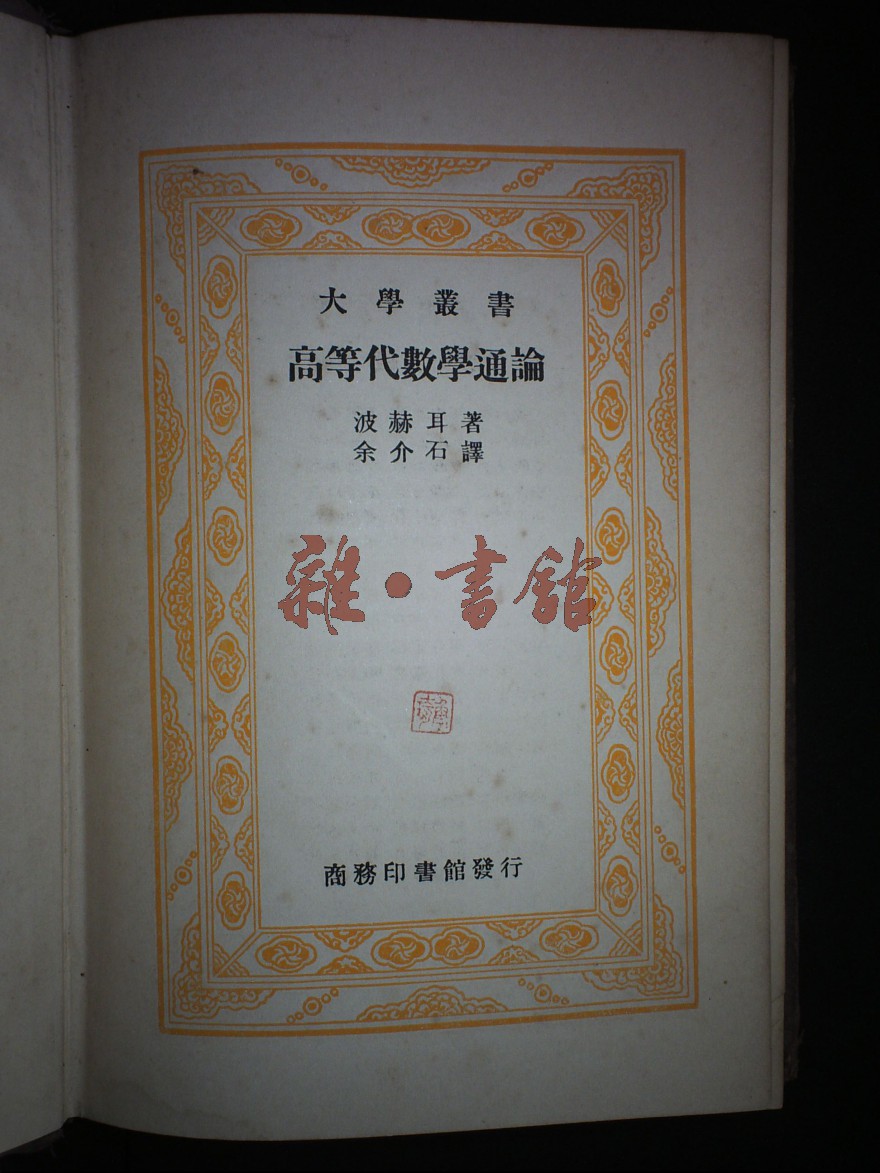 大學叢書
高等代數學通論
波赫耳著
余介石譯
雜·書館
商務印書館發行